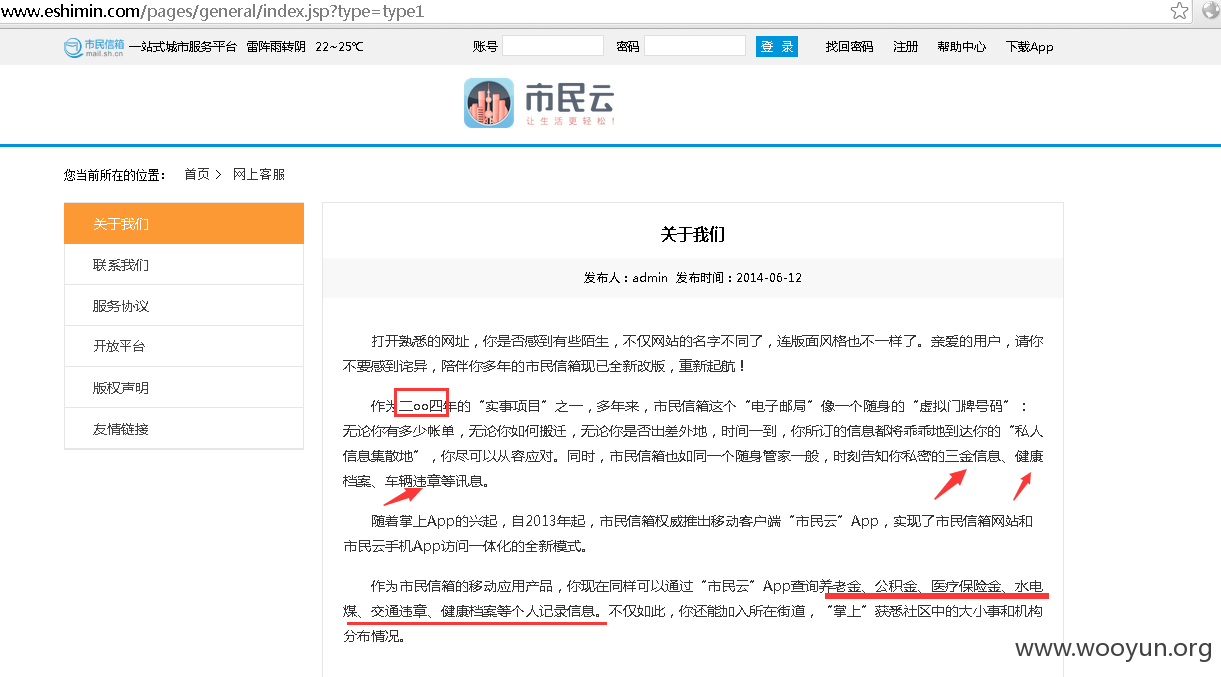 www.eshimin.com/pages/general/index.jsp?type=type1
市民信箱 mail.sh.cn 一站式城市服务平台 雷阵雨转阴 22~25℃ 账号 密码 登 录 找回密码 注册 帮助中心 下载App
市民云
让生活更轻松！
您当前所在的位置： 首页 > 网上客服
关于我们
联系我们
服务协议
开放平台
版权声明
友情链接
关于我们
发布人：admin 发布时间：2014-06-12
打开熟悉的网址，你是否感到有些陌生，不仅网站的名字不同了，连版面风格也不一样了。亲爱的用户，请你
不要感到诧异，陪伴你多年的市民信箱现已全新改版，重新起航！
作为二oo四年的“实事项目”之一，多年来，市民信箱这个“电子邮局”像一个随身的“虚拟门牌号码”：
无论你有多少帐单，无论你如何搬迁，无论你是否出差外地，时间一到，你所订的信息都将乖乖地到达你的“私人
信息集散地”，你尽可以从容应对。同时，市民信箱也如同一个随身管家一般，时刻告知你私密的三金信息、健康
档案、车辆违章等讯息。
随着掌上App的兴起，自2013年起，市民信箱权威推出移动客户端“市民云”App，实现了市民信箱网站和
市民云手机App访问一体化的全新模式。
作为市民信箱的移动应用产品，你现在同样可以通过“市民云”App查询养老金、公积金、医疗保险金、水电
煤、交通违章、健康档案等个人记录信息。不仅如此，你还能加入所在街道，“掌上”获悉社区中的大小事和机构
分布情况。
www.wooyun.org